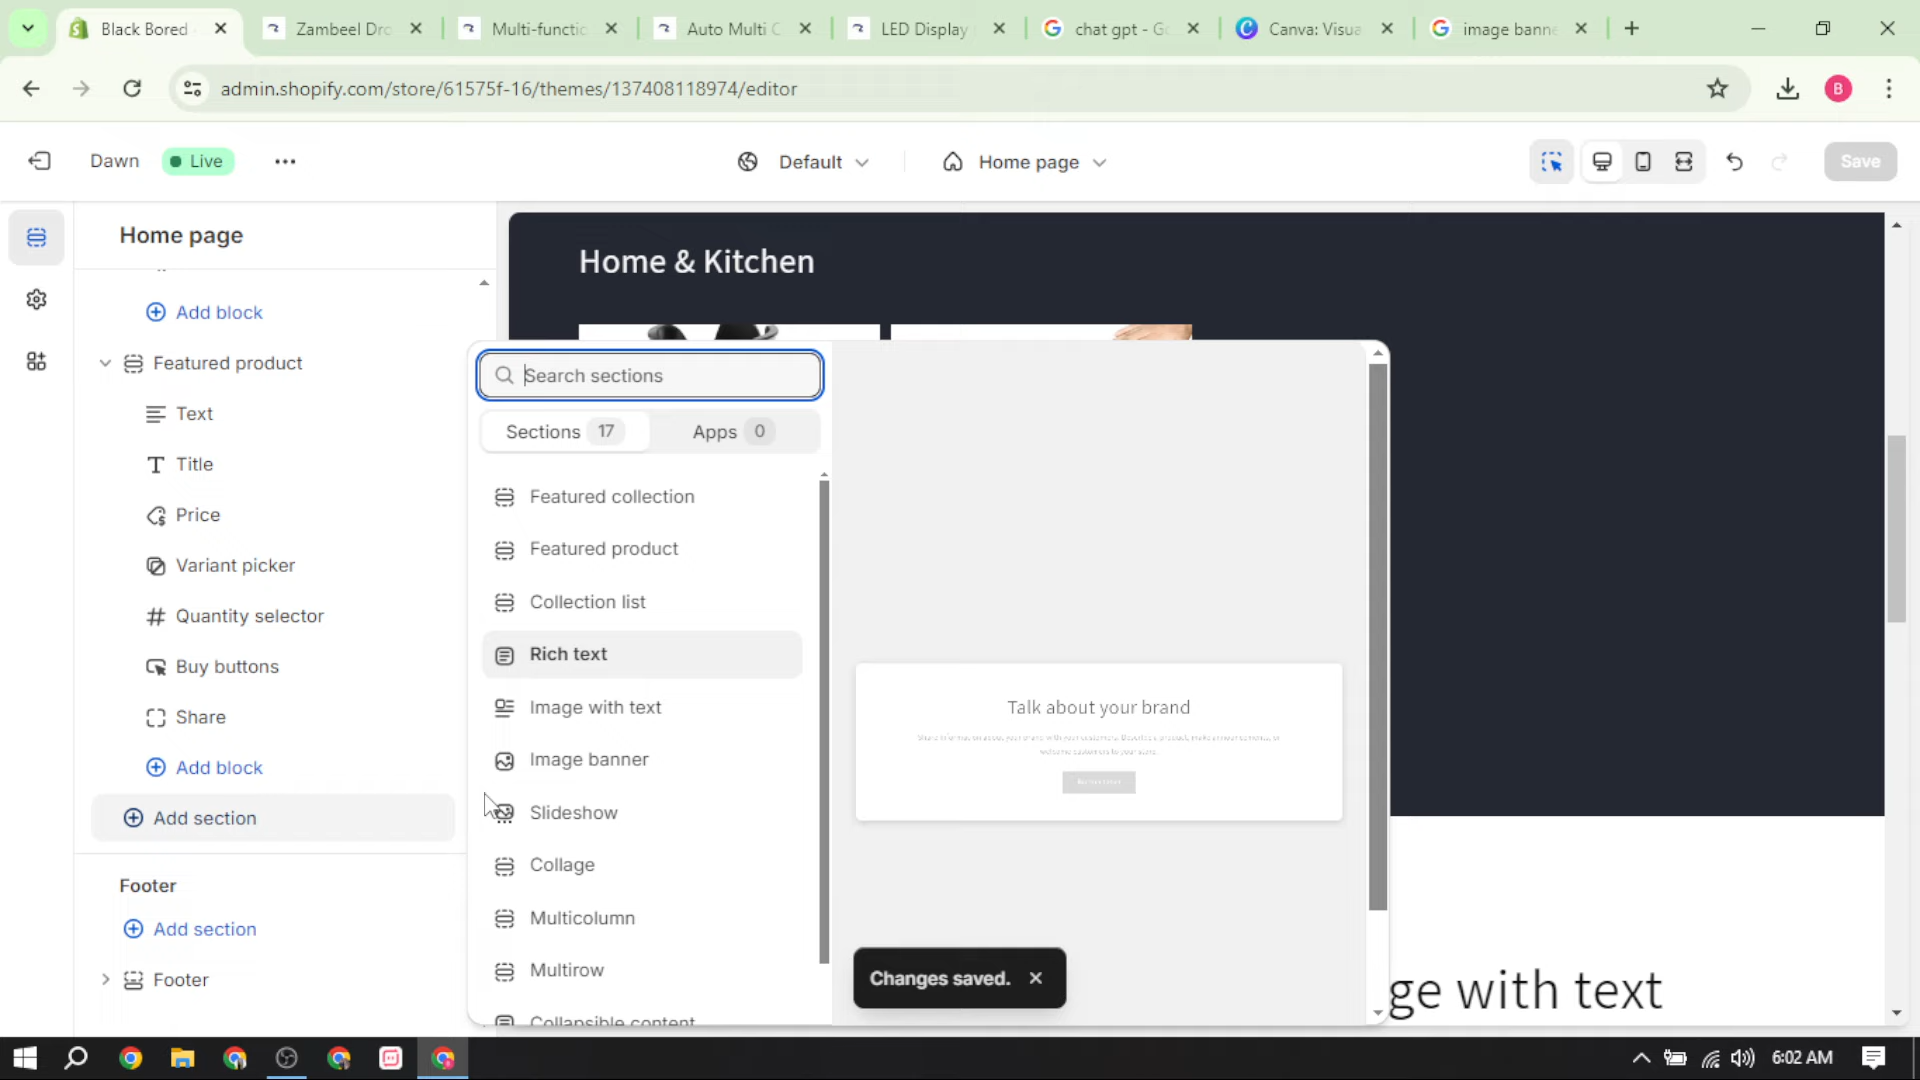 Black Bored
Zambeel Dro
Multi-functio
Auto Multi C
LED Display
chat gpt - Go
Canva: Visua
image banne
admin.shopify.com/store/61575f-16/themes/137408118974/editor
B
Dawn
Live
Default
Home page
Save
Home page
Add block
Featured product
Text
Title
Price
Variant picker
Quantity selector
Buy buttons
Share
Add block
Add section
Footer
Add section
Footer
Search sections
Sections 17
Apps 0
Featured collection
Featured product
Collection list
Rich text
Image with text
Image banner
Slideshow
Collage
Multicolumn
Multirow
Collapsible content
Home & Kitchen
Talk about your brand
Changes saved.
ge with text
6:02 AM